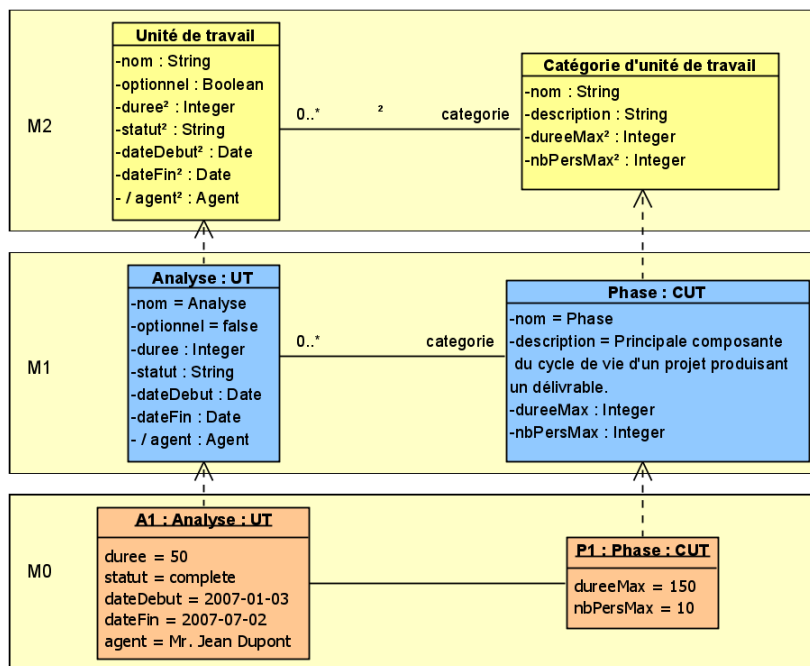 M2
Unité de travail
-nom : String
-optionnel : Boolean
-duree² : Integer
-statut² : String
-dateDebut² : Date
-dateFin² : Date
- / agent² : Agent
0..* ² categorie
Catégorie d'unité de travail
-nom : String
-description : String
-dureeMax² : Integer
-nbPersMax² : Integer
M1
Analyse : UT
-nom = Analyse
-optionnel = false
-duree : Integer
-statut : String
-dateDebut : Date
-dateFin : Date
- / agent : Agent
0..* categorie
Phase : CUT
-nom = Phase
-description = Principale composante
du cycle de vie d'un projet produisant
un délivrable.
-dureeMax : Integer
-nbPersMax : Integer
M0
A1 : Analyse : UT
duree = 50
statut = complete
dateDebut = 2007-01-03
dateFin = 2007-07-02
agent = Mr. Jean Dupont
P1 : Phase : CUT
dureeMax = 150
nbPersMax = 10